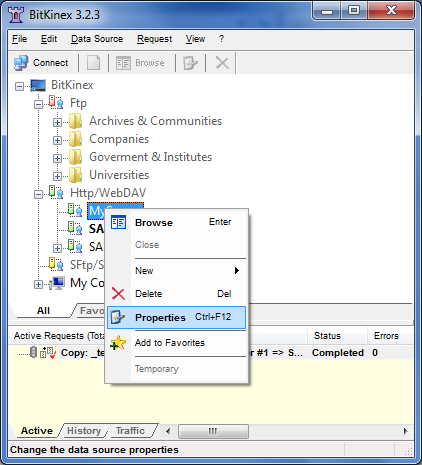 BitKinex 3.2.3
File Edit Data Source Request View ?
Connect Browse
BitKinex
Ftp
Archives & Communities
Companies
Goverment & Institutes
Universities
Http/WebDAV
SA
SA
SFtp/S
My Co
Browse Enter
Close
New
Delete Del
Properties Ctrl+F12
Add to Favorites
Temporary
All Favo
Active Requests (Tota Status Errors
Copy: _te er #1 => S... Completed 0
Active History Traffic
Change the data source properties